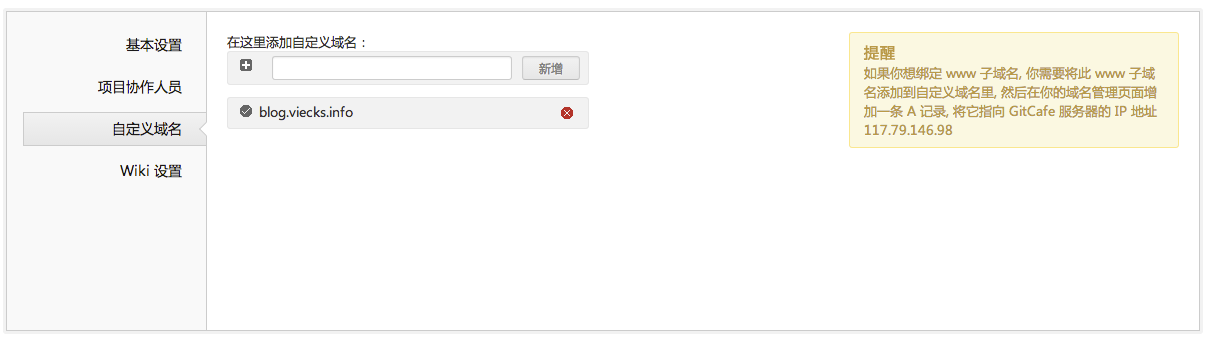 基本设置
项目协作人员
自定义域名
Wiki 设置
在这里添加自定义域名：
新增
blog.viecks.info
提醒
如果你想绑定 www 子域名, 你需要将此 www 子域
名添加到自定义域名里, 然后在你的域名管理页面增
加一条 A 记录, 将它指向 GitCafe 服务器的 IP 地址
117.79.146.98